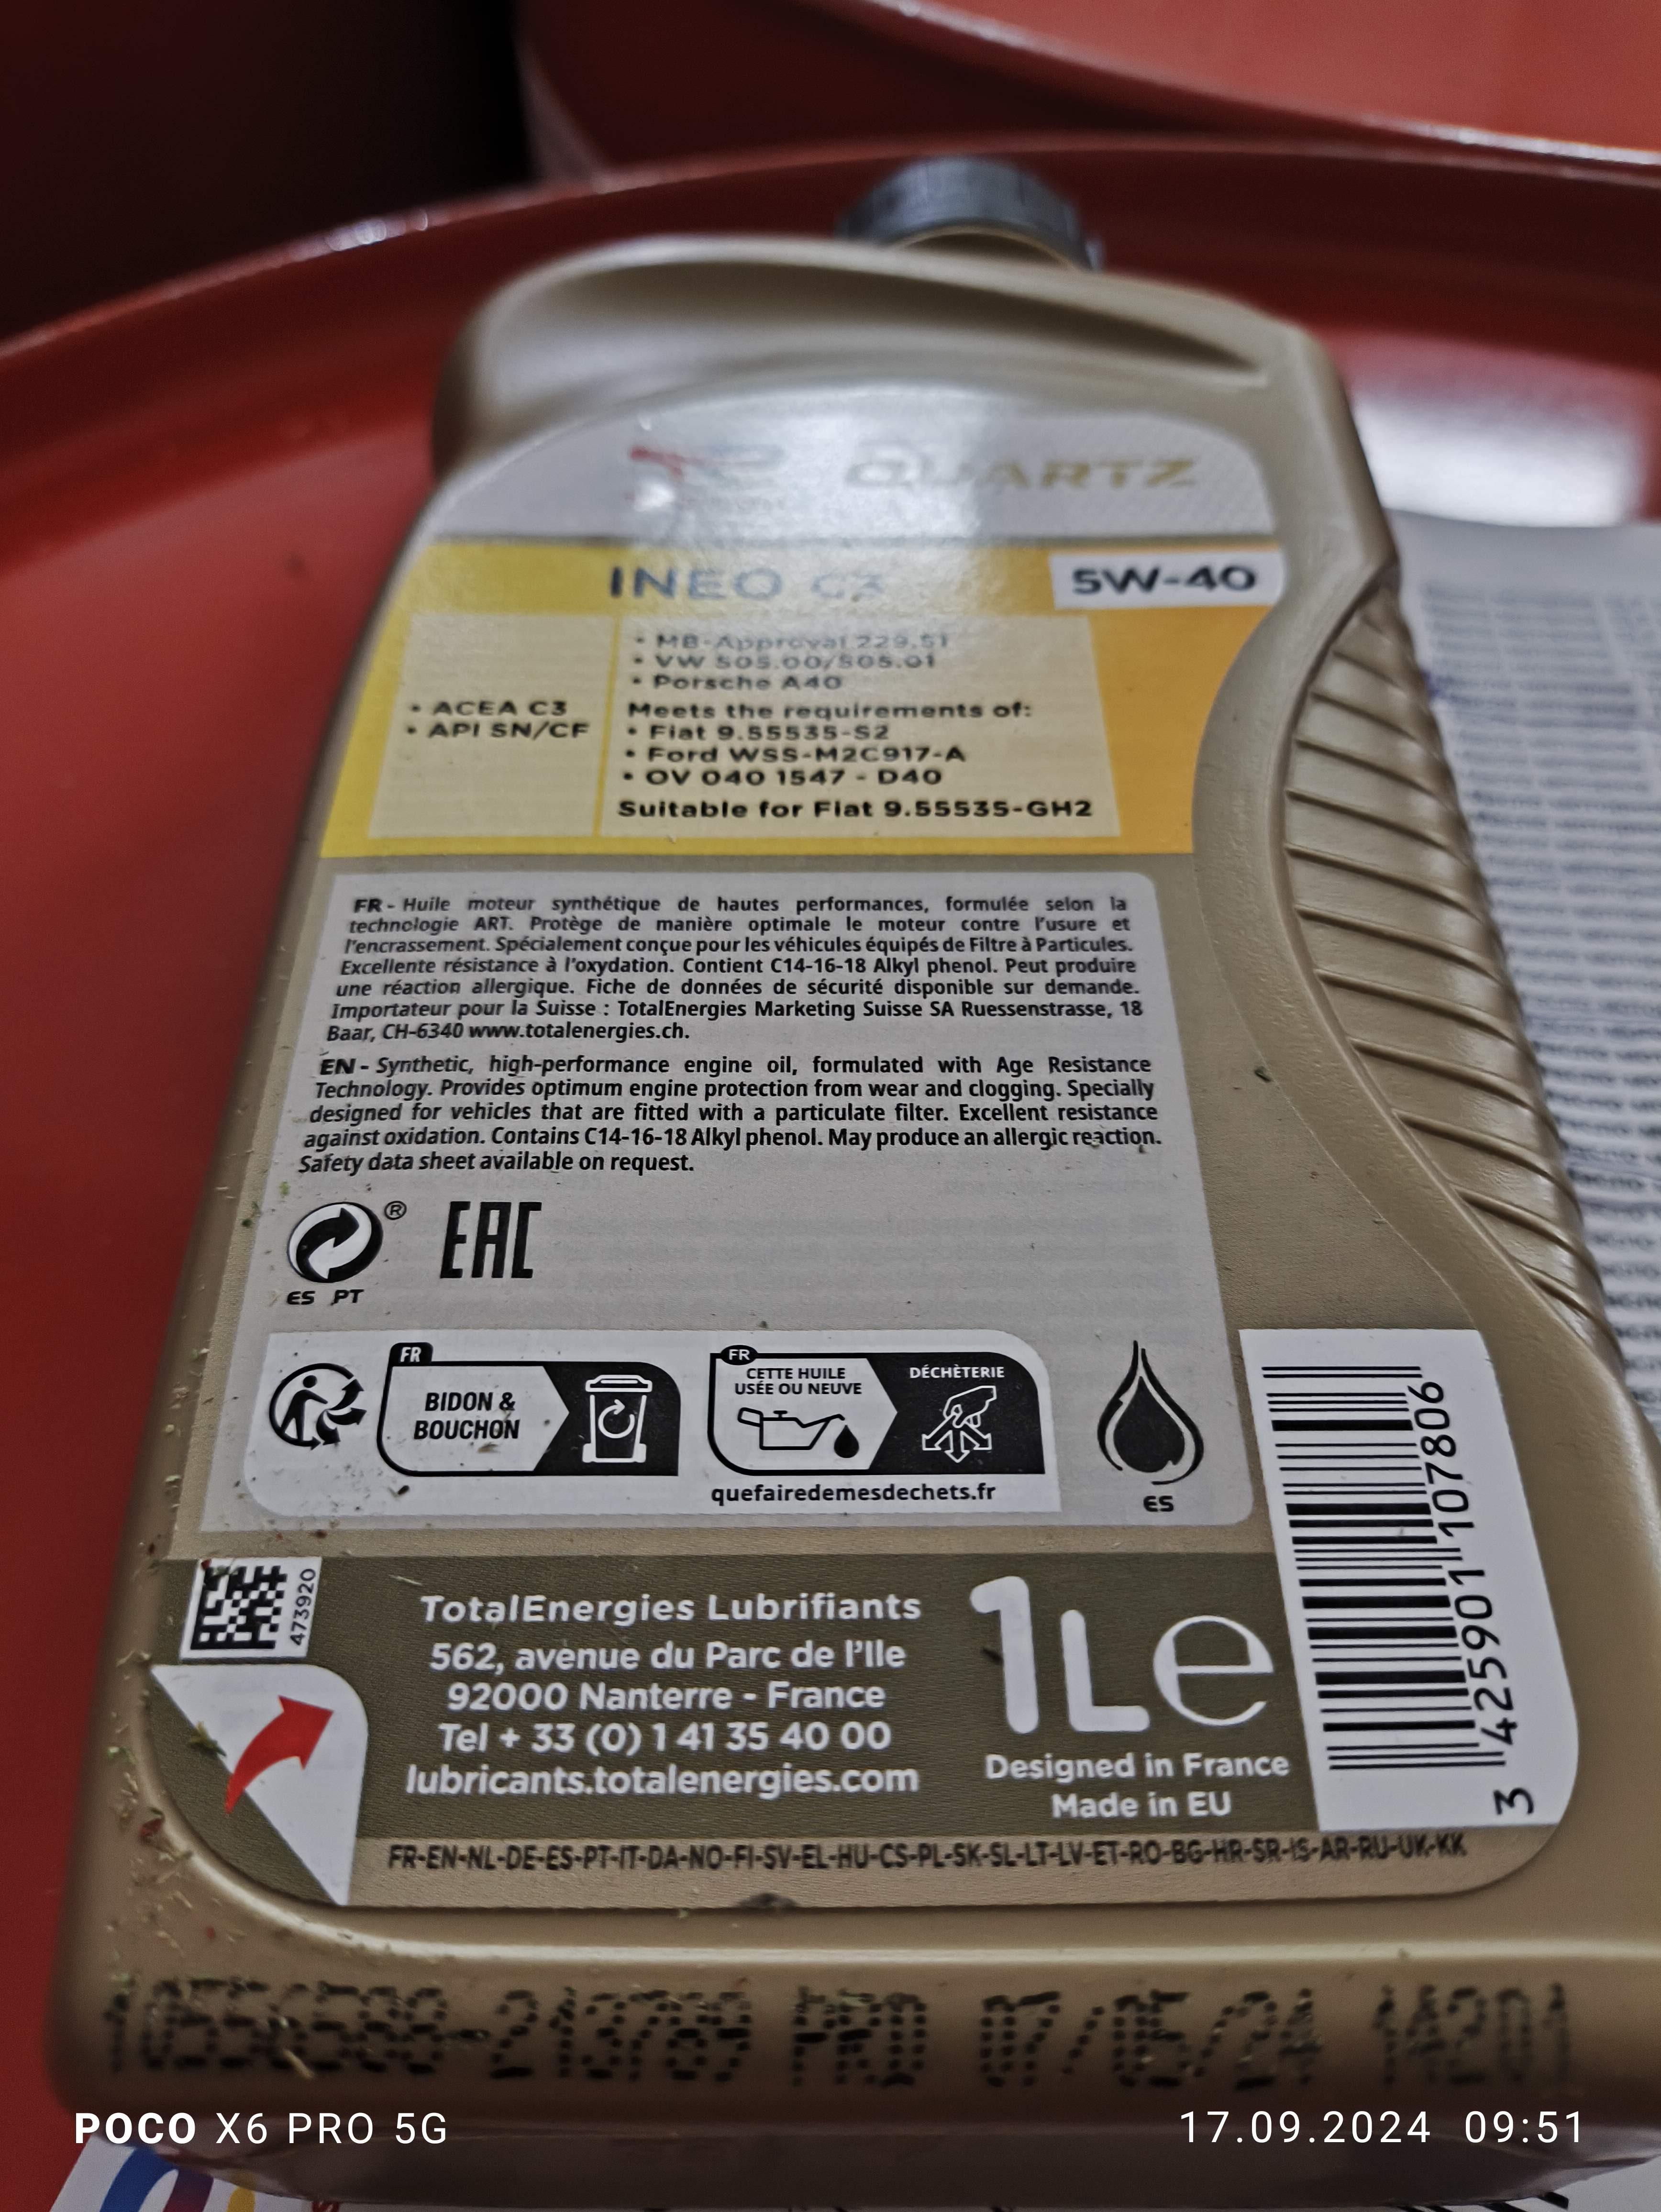 QUARTZ
INEO C3
5W-40
• ACEA C3
• API SN/CF
• MB-Approval 229.51
• VW 505.00/505.01
• Porsche A40
Meets the requirements of:
• Fiat 9.55535-S2
• Ford WSS-M2C917-A
• OV 040 1547 - D40
Suitable for Fiat 9.55535-GH2
FR - Huile moteur synthétique de hautes performances, formulée selon la
technologie ART. Protège de manière optimale le moteur contre l'usure et
l'encrassement. Spécialement conçue pour les véhicules équipés de Filtre à Particules.
Excellente résistance à l'oxydation. Contient C14-16-18 Alkyl phenol. Peut produire
une réaction allergique. Fiche de données de sécurité disponible sur demande.
Importateur pour la Suisse : TotalEnergies Marketing Suisse SA Ruessenstrasse, 18
Baar, CH-6340 www.totalenergies.ch.
EN - Synthetic, high-performance engine oil, formulated with Age Resistance
Technology. Provides optimum engine protection from wear and clogging. Specially
designed for vehicles that are fitted with a particulate filter. Excellent resistance
against oxidation. Contains C14-16-18 Alkyl phenol. May produce an allergic reaction.
Safety data sheet available on request.
®
ES PT
EAC
FR
BIDON &
BOUCHON
FR
CETTE HUILE
USÉE OU NEUVE
DÉCHÈTERIE
quefairedemesdechets.fr
ES
473920
TotalEnergies Lubrifiants
562, avenue du Parc de l'Ile
92000 Nanterre - France
Tel + 33 (0) 1 41 35 40 00
lubricants.totalenergies.com
1Le
Designed in France
Made in EU
3 425901 107806
FR-EN-NL-DE-ES-PT-IT-DA-NO-FI-SV-EL-HU-CS-PL-SK-SL-LT-LV-ET-RO-BG-HR-SR-IS-AR-RU-UK-KK
PRD 07/05/24
POCO X6 PRO 5G
17.09.2024 09:51